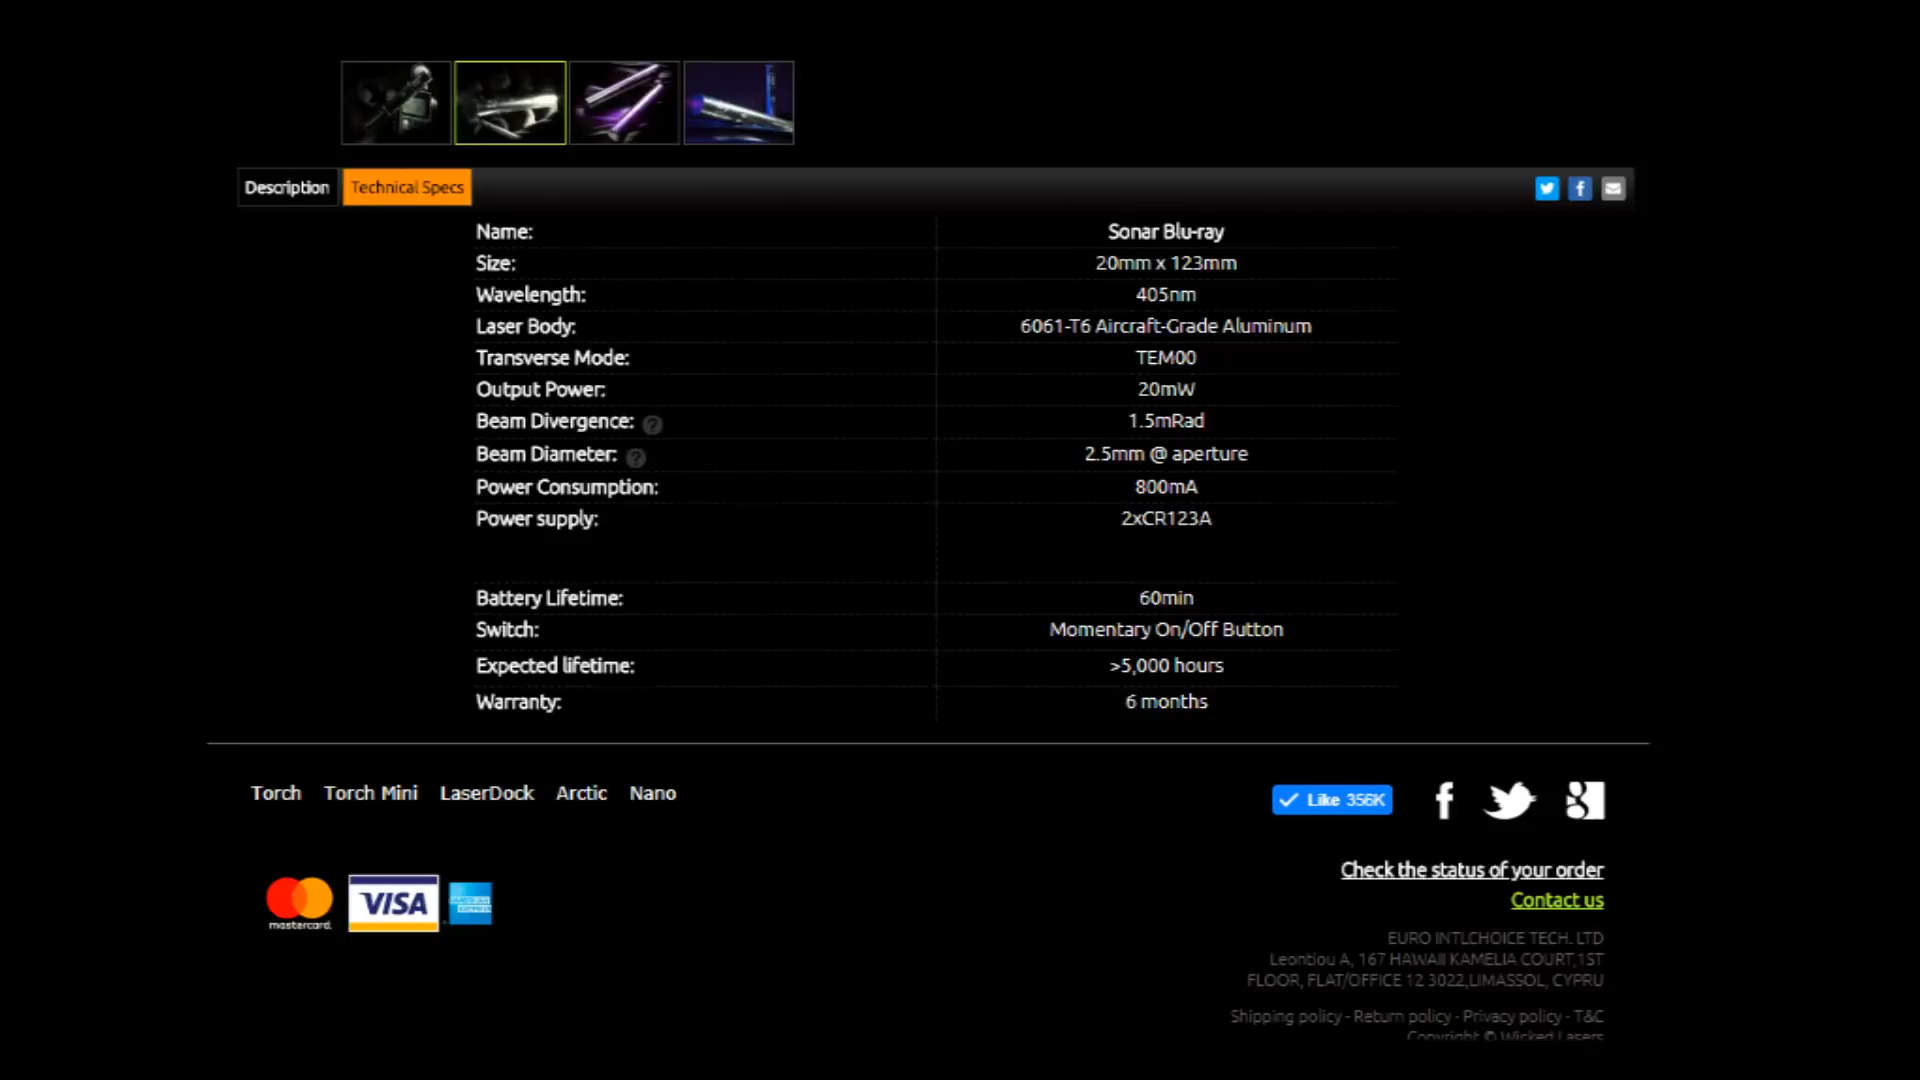 Description Technical Specs
Name: Sonar Blu-ray
Size: 20mm x 123mm
Wavelength: 405nm
Laser Body: 6061-T6 Aircraft-Grade Aluminum
Transverse Mode: TEM00
Output Power: 20mW
Beam Divergence: ? 1.5mRad
Beam Diameter: ? 2.5mm @ aperture
Power Consumption: 800mA
Power supply: 2xCR123A
Battery Lifetime: 60min
Switch: Momentary On/Off Button
Expected lifetime: >5,000 hours
Warranty: 6 months
Torch Torch Mini LaserDock Arctic Nano
Like 356K
Check the status of your order
mastercard. VISA AMERICAN EXPRESS
Contact us
EURO INTLCHOICE TECH. LTD
Leontiou A, 167 HAWAII KAMELIA COURT,1ST
FLOOR, FLAT/OFFICE 12 3022,LIMASSOL, CYPRU
Shipping policy - Return policy - Privacy policy - T&C
Copyright © Wicked Lasers